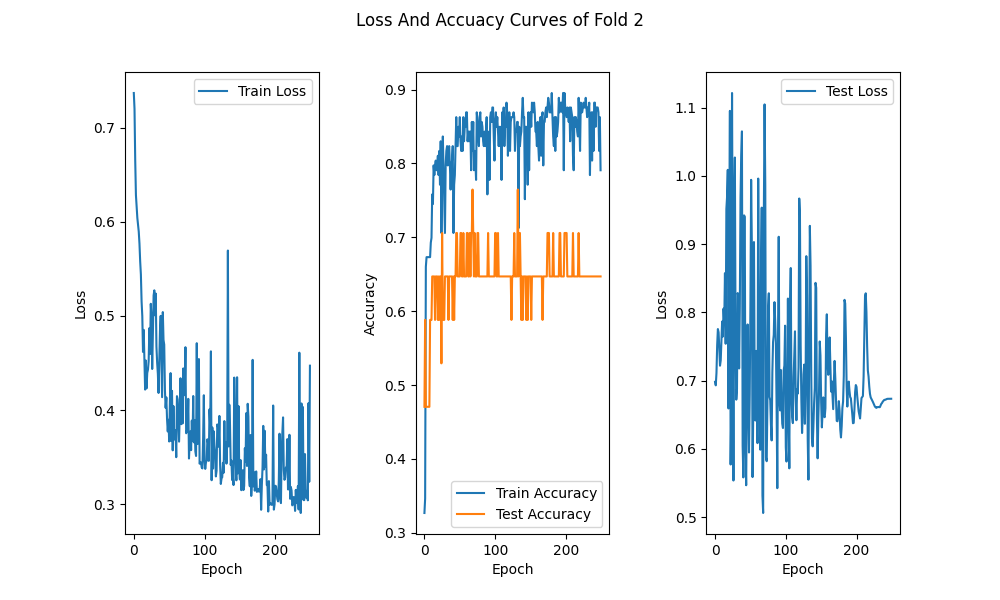 Loss And Accuacy Curves of Fold 2
Train Loss
0.7
0.6
0.5
0.4
0.3
Loss
0
100
200
Epoch
0.9
0.8
0.7
0.6
0.5
0.4
0.3
Accuracy
Train Accuracy
Test Accuracy
0
100
200
Epoch
Test Loss
1.1
1.0
0.9
0.8
0.7
0.6
0.5
Loss
0
100
200
Epoch